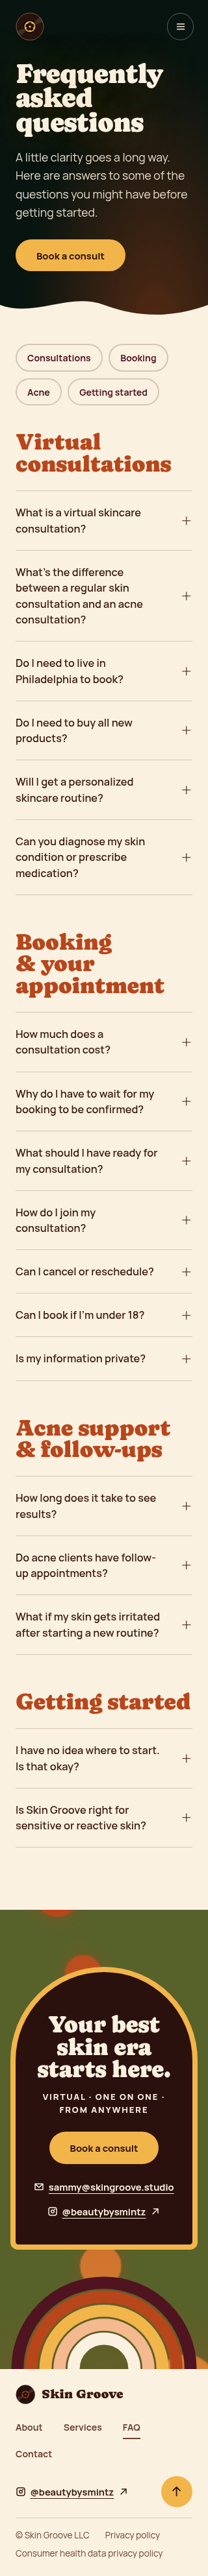 Frequently
asked
questions
A little clarity goes a long way.
Here are answers to some of the
questions you might have before
getting started.
Book a consult
Consultations
Booking
Acne
Getting started
Virtual
consultations
What is a virtual skincare
consultation?
What's the difference
between a regular skin
consultation and an acne
consultation?
Do I need to live in
Philadelphia to book?
Do I need to buy all new
products?
Will I get a personalized
skincare routine?
Can you diagnose my skin
condition or prescribe
medication?
Booking
& your
appointment
How much does a
consultation cost?
Why do I have to wait for my
booking to be confirmed?
What should I have ready for
my consultation?
How do I join my
consultation?
Can I cancel or reschedule?
Can I book if I'm under 18?
Is my information private?
Acne support
& follow-ups
How long does it take to see
results?
Do acne clients have follow-
up appointments?
What if my skin gets irritated
after starting a new routine?
Getting started
I have no idea where to start.
Is that okay?
Is Skin Groove right for
sensitive or reactive skin?
Your best
skin era
starts here.
VIRTUAL · ONE ON ONE ·
FROM ANYWHERE
Book a consult
sammy@skingroove.studio
@beautybysmintz
Skin Groove
About
Services
FAQ
Contact
@beautybysmintz
© Skin Groove LLC
Privacy policy
Consumer health data privacy policy